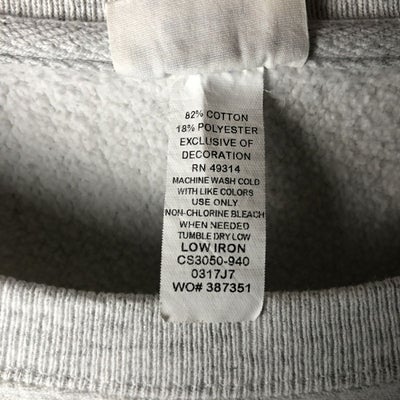 82% COTTON
18% POLYESTER
EXCLUSIVE OF
DECORATION
RN 49314
MACHINE WASH COLD
WITH LIKE COLORS
USE ONLY
NON-CHLORINE BLEACH
WHEN NEEDED
TUMBLE DRY LOW
LOW IRON
CS3050-940
0317J7
WO# 387351